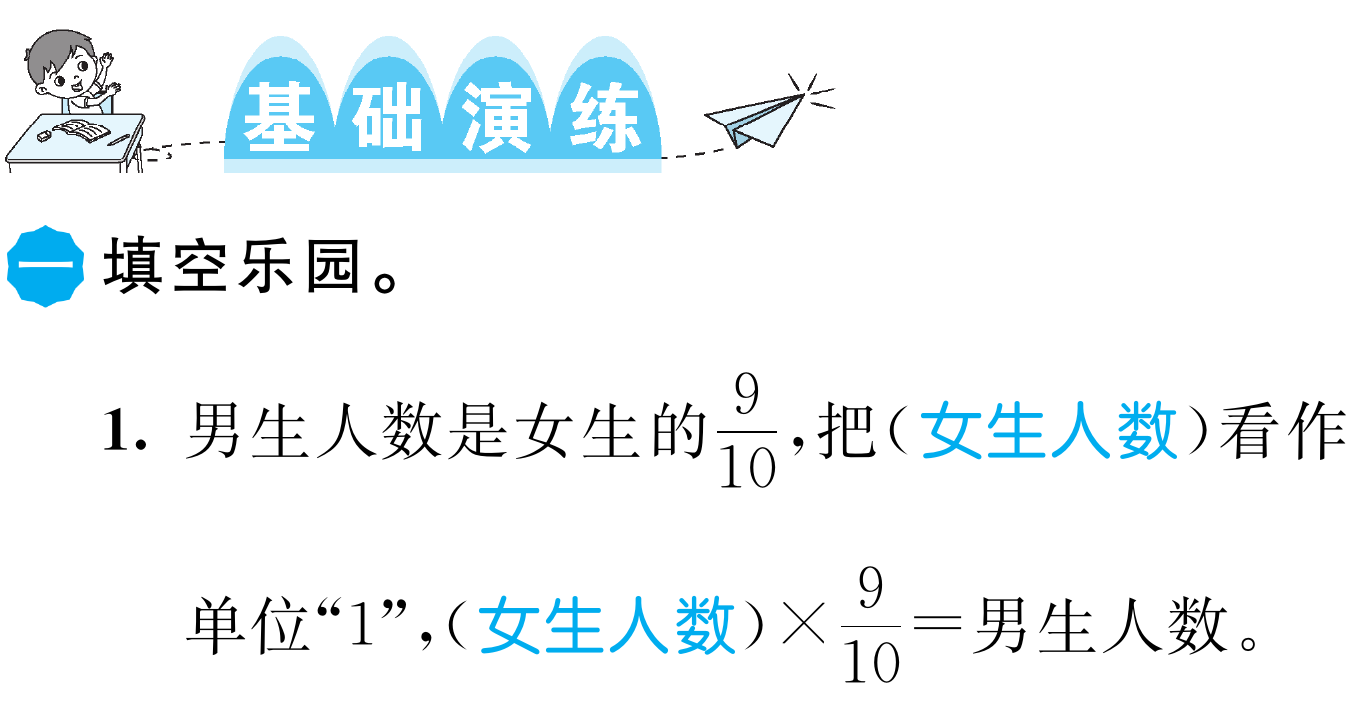 基础演练
一 填空乐园。
1. 男生人数是女生的9/10,把(女生人数)看作
单位“1”,(女生人数)×9/10=男生人数。